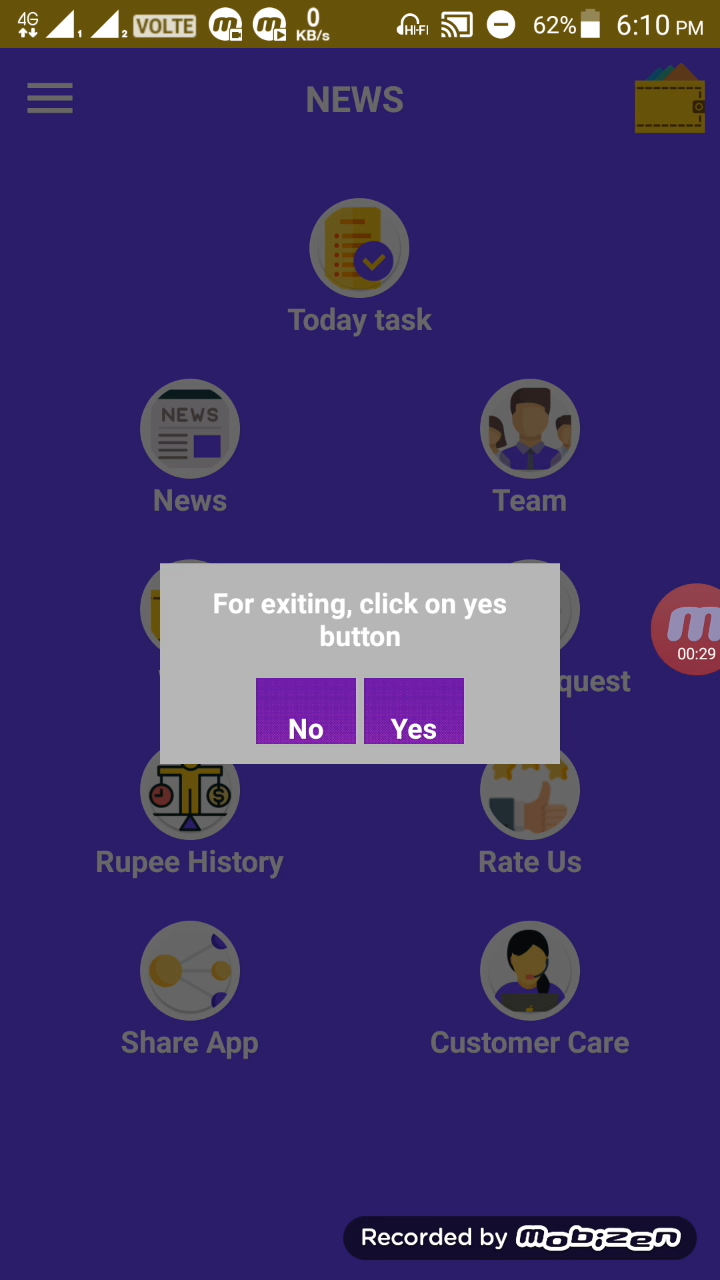 4G 1 2 VOLTE 0 KB/s HI-FI 62% 6:10 PM
NEWS
Today task
NEWS
News
Team
For exiting, click on yes
button
00:29
quest
No Yes
Rupee History
Rate Us
Share App
Customer Care
Recorded by mobizen